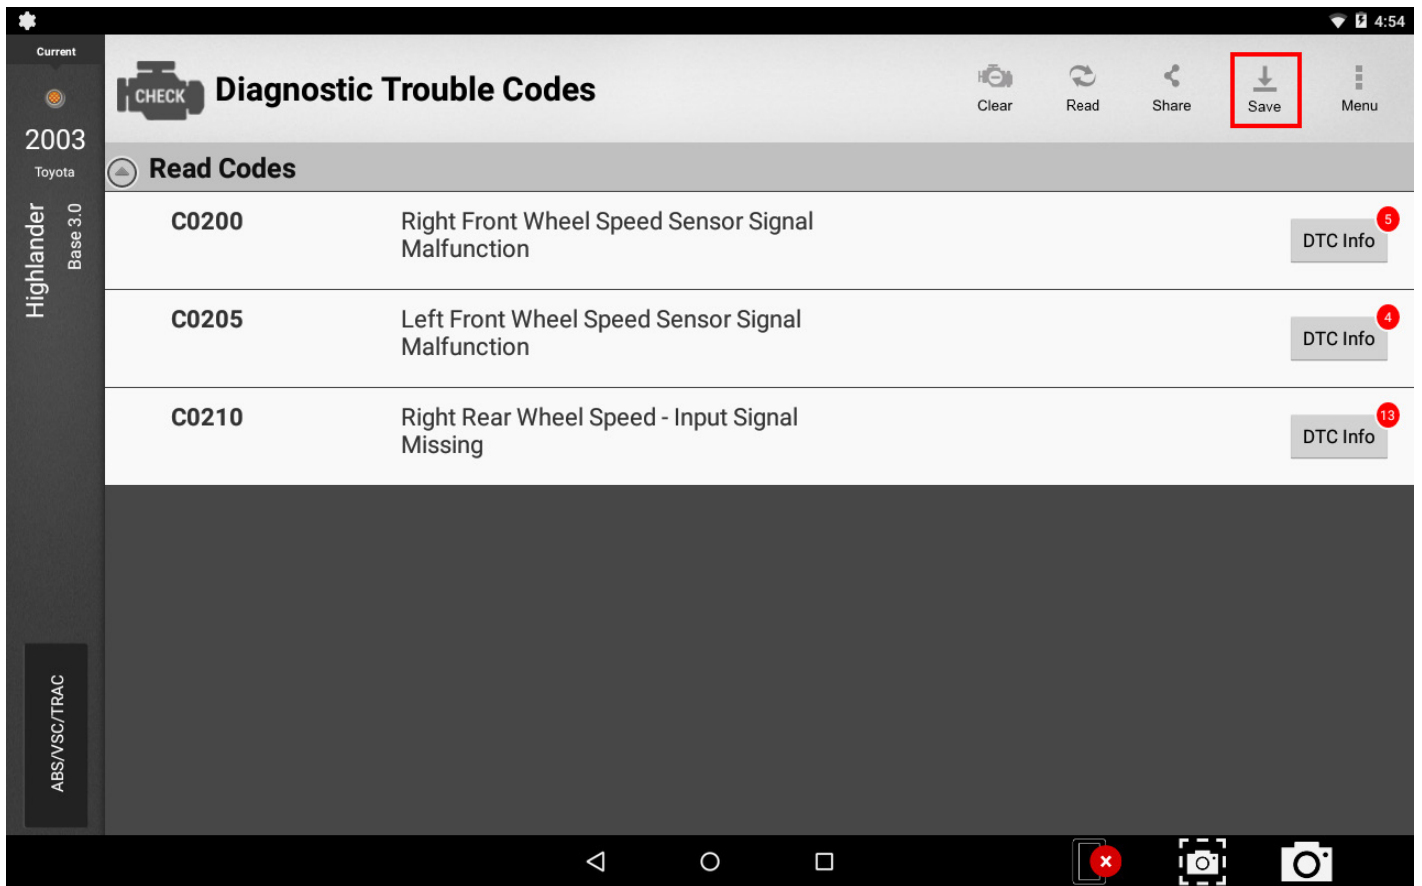 4:54
Current
2003
Toyota
Highlander
Base 3.0
ABS/VSC/TRAC
CHECK
Diagnostic Trouble Codes
Clear
Read
Share
Save
Menu
Read Codes
C0200
Right Front Wheel Speed Sensor Signal
Malfunction
DTC Info
5
C0205
Left Front Wheel Speed Sensor Signal
Malfunction
DTC Info
4
C0210
Right Rear Wheel Speed - Input Signal
Missing
DTC Info
13